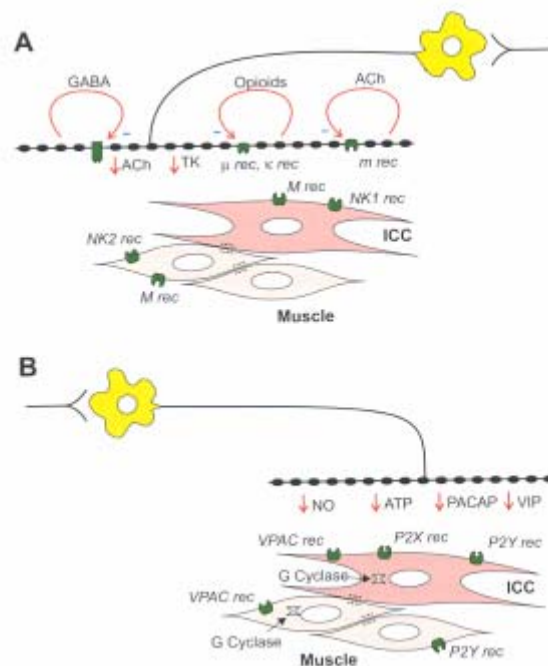 A
GABA
Opioids
ACh
ACh
TK
μ rec, κ rec
m rec
M rec
NK1 rec
ICC
NK2 rec
M rec
Muscle
B
NO
ATP
PACAP
VIP
VPAC rec
P2X rec
P2Y rec
G Cyclase
ICC
VPAC rec
G Cyclase
P2Y rec
Muscle